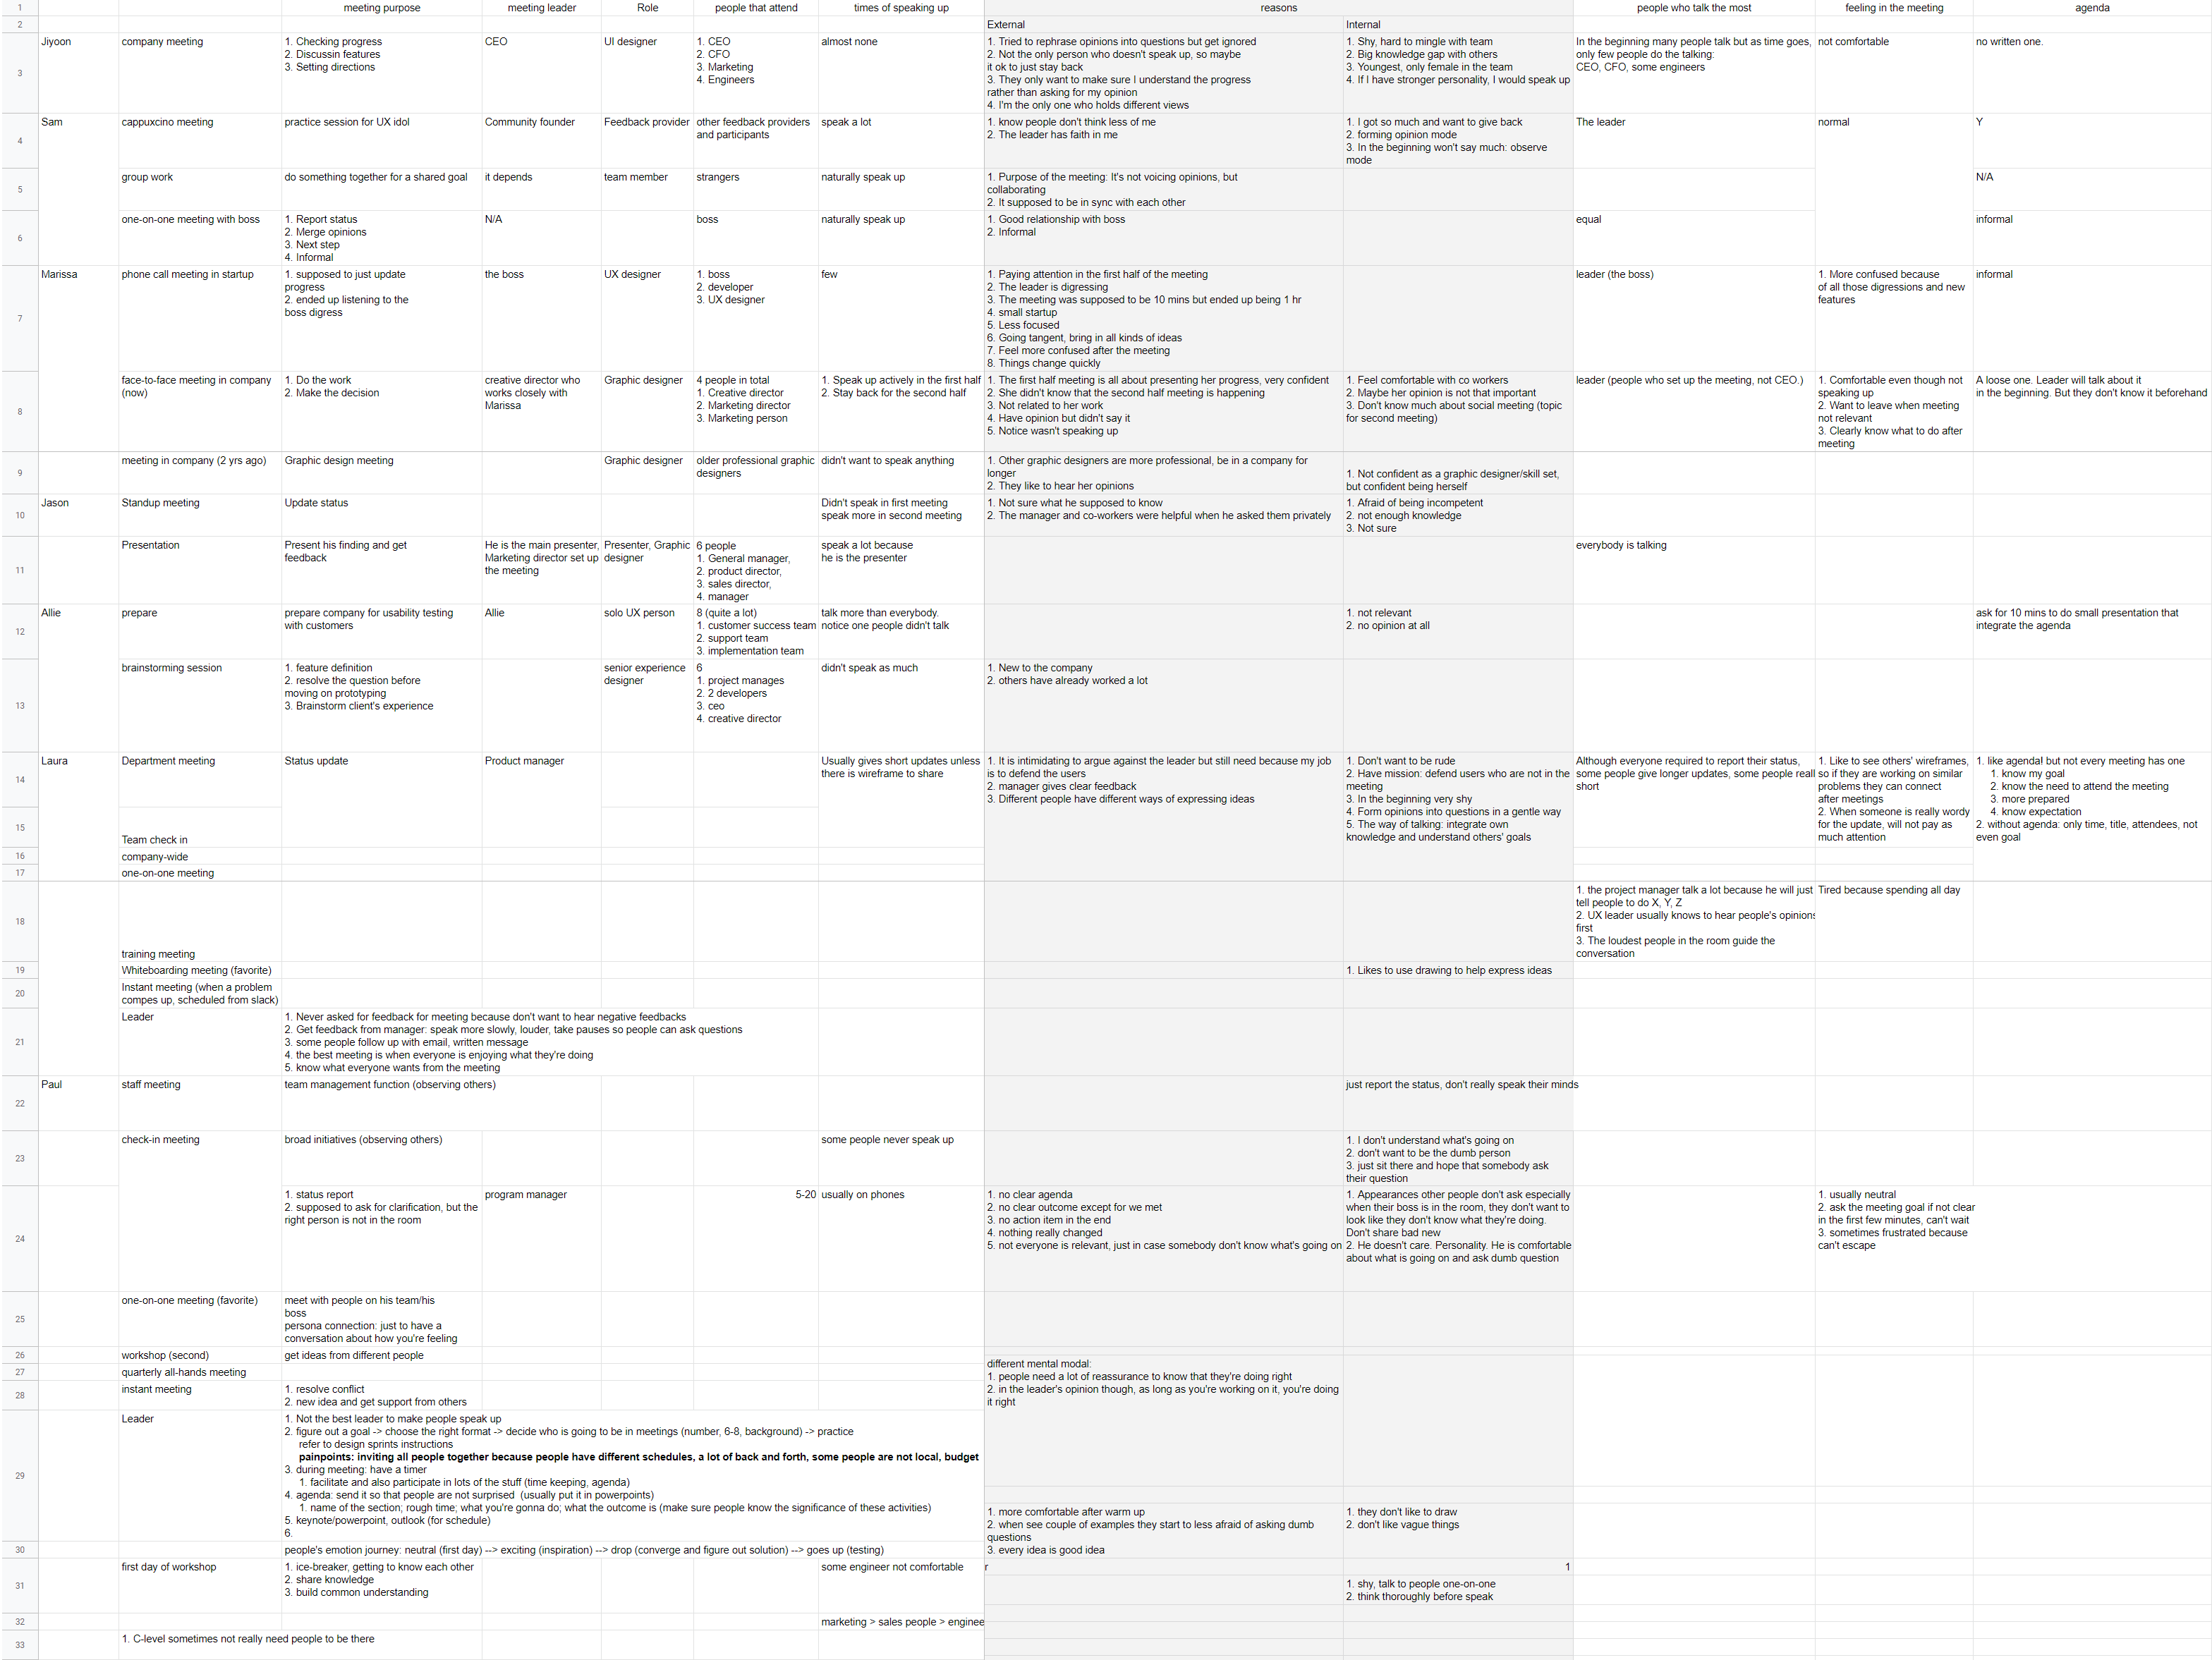 1 meeting purpose meeting leader Role people that attend times of speaking up reasons people who talk the most feeling in the meeting agenda
2 External Internal
3
Jiyoon
company meeting
1. Checking progress
2. Discussin features
3. Setting directions
CEO
UI designer
1. CEO
2. CFO
3. Marketing
4. Engineers
almost none
1. Tried to rephrase opinions into questions but get ignored
2. Not the only person who doesn't speak up, so maybe
it ok to just stay back
3. They only want to make sure I understand the progress
rather than asking for my opinion
4. I'm the only one who holds different views
1. Shy, hard to mingle with team
2. Big knowledge gap with others
3. Youngest, only female in the team
4. If I have stronger personality, I would speak up
In the beginning many people talk but as time goes,
only few people do the talking:
CEO, CFO, some engineers
not comfortable
no written one.
4
Sam
cappuxcino meeting
practice session for UX idol
Community founder
Feedback provider
other feedback providers
and participants
speak a lot
1. know people don't think less of me
2. The leader has faith in me
1. I got so much and want to give back
2. forming opinion mode
3. In the beginning won't say much: observe
mode
The leader
normal
Y
5
group work
do something together for a shared goal
it depends
team member
strangers
naturally speak up
1. Purpose of the meeting: It's not voicing opinions, but
collaborating
2. It supposed to be in sync with each other
N/A
6
one-on-one meeting with boss
1. Report status
2. Merge opinions
3. Next step
4. Informal
N/A
boss
naturally speak up
1. Good relationship with boss
2. Informal
equal
informal
7
Marissa
phone call meeting in startup
1. supposed to just update
progress
2. ended up listening to the
boss digress
the boss
UX designer
1. boss
2. developer
3. UX designer
few
1. Paying attention in the first half of the meeting
2. The leader is digressing
3. The meeting was supposed to be 10 mins but ended up being 1 hr
4. small startup
5. Less focused
6. Going tangent, bring in all kinds of ideas
7. Feel more confused after the meeting
8. Things change quickly
leader (the boss)
1. More confused because
of all those digressions and new
features
informal
8
face-to-face meeting in company
(now)
1. Do the work
2. Make the decision
creative director who
works closely with
Marissa
Graphic designer
4 people in total
1. Creative director
2. Marketing director
3. Marketing person
1. Speak up actively in the first half
2. Stay back for the second half
1. The first half meeting is all about presenting her progress, very confident
2. She didn't know that the second half meeting is happening
3. Not related to her work
4. Have opinion but didn't say it
5. Notice wasn't speaking up
1. Feel comfortable with co workers
2. Maybe her opinion is not that important
3. Don't know much about social meeting (topic
for second meeting)
leader (people who set up the meeting, not CEO.)
1. Comfortable even though not
speaking up
2. Want to leave when meeting
not relevant
3. Clearly know what to do after
meeting
A loose one. Leader will talk about it
in the beginning. But they don't know it beforehand
9
meeting in company (2 yrs ago)
Graphic design meeting
Graphic designer
older professional graphic
designers
didn't want to speak anything
1. Other graphic designers are more professional, be in a company for
longer
2. They like to hear her opinions
1. Not confident as a graphic designer/skill set,
but confident being herself
10
Jason
Standup meeting
Update status
Didn't speak in first meeting
speak more in second meeting
1. Not sure what he supposed to know
2. The manager and co-workers were helpful when he asked them privately
1. Afraid of being incompetent
2. not enough knowledge
3. Not sure
11
Presentation
Present his finding and get
feedback
He is the main presenter,
Marketing director set up
the meeting
Presenter, Graphic
designer
6 people
1. General manager,
2. product director,
3. sales director,
4. manager
speak a lot because
he is the presenter
everybody is talking
12
Allie
prepare
prepare company for usability testing
with customers
Allie
solo UX person
8 (quite a lot)
1. customer success team
2. support team
3. implementation team
talk more than everybody.
notice one people didn't talk
1. not relevant
2. no opinion at all
ask for 10 mins to do small presentation that
integrate the agenda
13
brainstorming session
1. feature definition
2. resolve the question before
moving on prototyping
3. Brainstorm client's experience
senior experience
designer
6
1. project manages
2. 2 developers
3. ceo
4. creative director
didn't speak as much
1. New to the company
2. others have already worked a lot
14
Laura
Department meeting
Status update
Product manager
Usually gives short updates unless
there is wireframe to share
1. It is intimidating to argue against the leader but still need because my job
is to defend the users
2. manager gives clear feedback
3. Different people have different ways of expressing ideas
1. Don't want to be rude
2. Have mission: defend users who are not in the
meeting
3. In the beginning very shy
4. Form opinions into questions in a gentle way
5. The way of talking: integrate own
knowledge and understand others' goals
Although everyone required to report their status,
some people give longer updates, some people reall
short
1. Like to see others' wireframes,
so if they are working on similar
problems they can connect
after meetings
2. When someone is really wordy
for the update, will not pay as
much attention
1. like agenda! but not every meeting has one
1. know my goal
2. know the need to attend the meeting
3. more prepared
4. know expectation
2. without agenda: only time, title, attendees, not
even goal
15
Team check in
16 company-wide
17 one-on-one meeting
18
training meeting
1. the project manager talk a lot because he will just
tell people to do X, Y, Z
2. UX leader usually knows to hear people's opinions
first
3. The loudest people in the room guide the
conversation
Tired because spending all day
19 Whiteboarding meeting (favorite) 1. Likes to use drawing to help express ideas
20
Instant meeting (when a problem
compes up, scheduled from slack)
21
Leader
1. Never asked for feedback for meeting because don't want to hear negative feedbacks
2. Get feedback from manager: speak more slowly, louder, take pauses so people can ask questions
3. some people follow up with email, written message
4. the best meeting is when everyone is enjoying what they're doing
5. know what everyone wants from the meeting
22
Paul
staff meeting
team management function (observing others)
just report the status, don't really speak their minds
23
check-in meeting
broad initiatives (observing others)
some people never speak up
1. I don't understand what's going on
2. don't want to be the dumb person
3. just sit there and hope that somebody ask
their question
24
1. status report
2. supposed to ask for clarification, but the
right person is not in the room
program manager
5-20
usually on phones
1. no clear agenda
2. no clear outcome except for we met
3. no action item in the end
4. nothing really changed
5. not everyone is relevant, just in case somebody don't know what's going on
1. Appearances other people don't ask especially
when their boss is in the room, they don't want to
look like they don't know what they're doing.
Don't share bad new
2. He doesn't care. Personality. He is comfortable
about what is going on and ask dumb question
1. usually neutral
2. ask the meeting goal if not clear
in the first few minutes, can't wait
3. sometimes frustrated because
can't escape
25
one-on-one meeting (favorite)
meet with people on his team/his
boss
persona connection: just to have a
conversation about how you're feeling
26 workshop (second) get ideas from different people
27 quarterly all-hands meeting
different mental modal:
1. people need a lot of reassurance to know that they're doing right
2. in the leader's opinion though, as long as you're working on it, you're doing
it right
28
instant meeting
1. resolve conflict
2. new idea and get support from others
29
Leader
1. Not the best leader to make people speak up
2. figure out a goal -> choose the right format -> decide who is going to be in meetings (number, 6-8, background) -> practice
refer to design sprints instructions
painpoints: inviting all people together because people have different schedules, a lot of back and forth, some people are not local, budget
3. during meeting: have a timer
1. facilitate and also participate in lots of the stuff (time keeping, agenda)
4. agenda: send it so that people are not surprised (usually put it in powerpoints)
1. name of the section; rough time; what you're gonna do; what the outcome is (make sure people know the significance of these activities)
5. keynote/powerpoint, outlook (for schedule)
6.
1. more comfortable after warm up
2. when see couple of examples they start to less afraid of asking dumb
questions
3. every idea is good idea
1. they don't like to draw
2. don't like vague things
30 people's emotion journey: neutral (first day) --> exciting (inspiration) --> drop (converge and figure out solution) --> goes up (testing)
31
first day of workshop
1. ice-breaker, getting to know each other
2. share knowledge
3. build common understanding
some engineer not comfortable
r
1
1. shy, talk to people one-on-one
2. think thoroughly before speak
32 marketing > sales people > enginee
33 1. C-level sometimes not really need people to be there